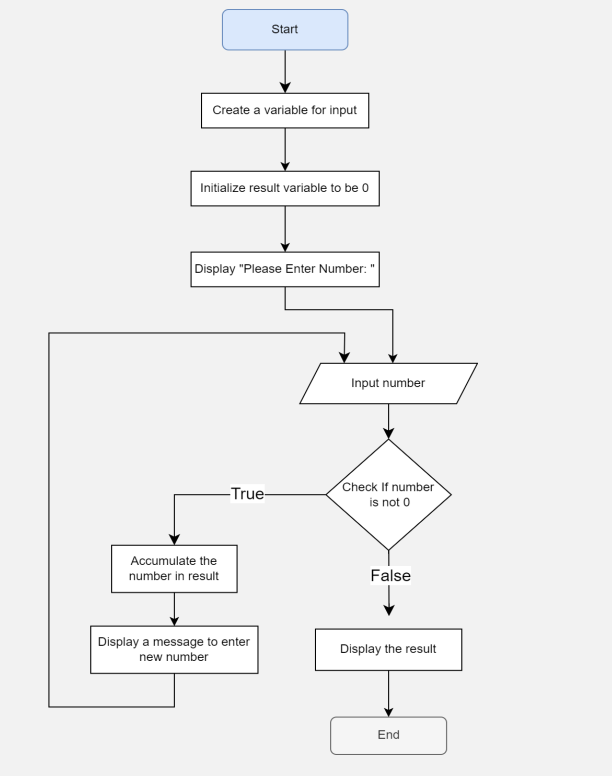 Start
Create a variable for input
Initialize result variable to be 0
Display "Please Enter Number: "
Input number
Check If number
is not 0
True
False
Accumulate the
number in result
Display a message to enter
new number
Display the result
End